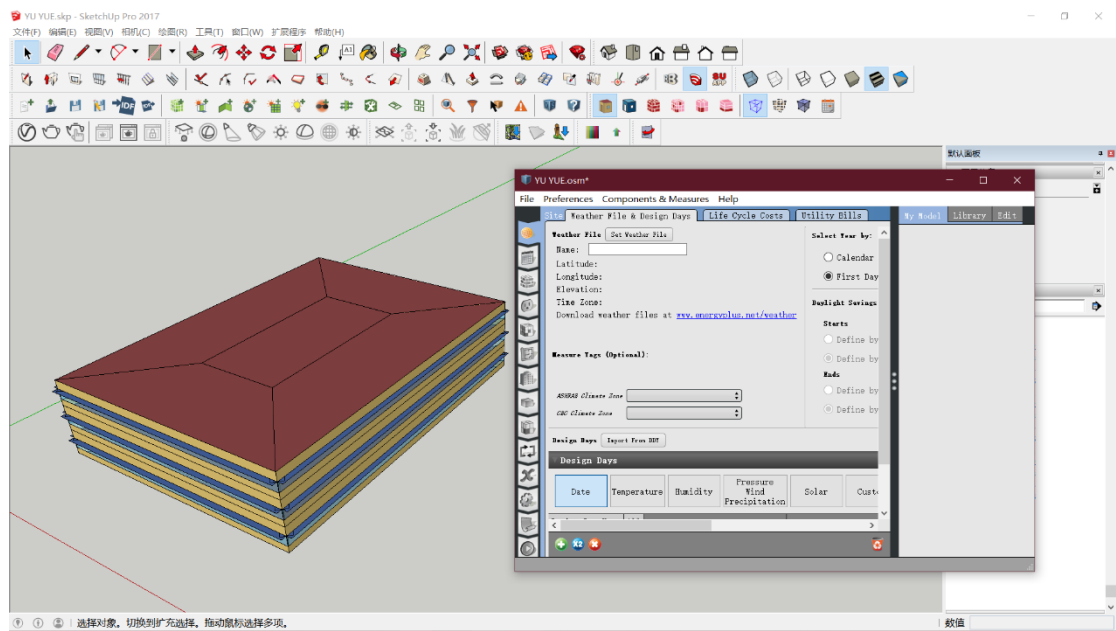 YU YUE.skp - SketchUp Pro 2017
文件(F) 编辑(E) 视图(V) 相机(C) 绘图(R) 工具(T) 窗口(W) 扩展程序 帮助(H)
A1
IDF
默认面板
YU YUE.osm*
File Preferences Components & Measures Help
Site Weather File & Design Days Life Cycle Costs Utility Bills
My Model Library Edit
Weather File Set Weather File
Select Year by:
Name:
Calendar
Latitude:
Longitude:
First Day
Elevation:
Time Zone:
Daylight Savings
Download weather files at www.energyplus.net/weather
Starts
Define by
Measure Tags (Optional):
Define by
Ends
ASHRAE Climate Zone
Define by
CEC Climate Zone
Define by
Design Days Import From DDY
Design Days
Date Temperature Humidity Pressure Wind Precipitation Solar Custo
X2
选择对象。切换到扩充选择。拖动鼠标选择多项。
数值